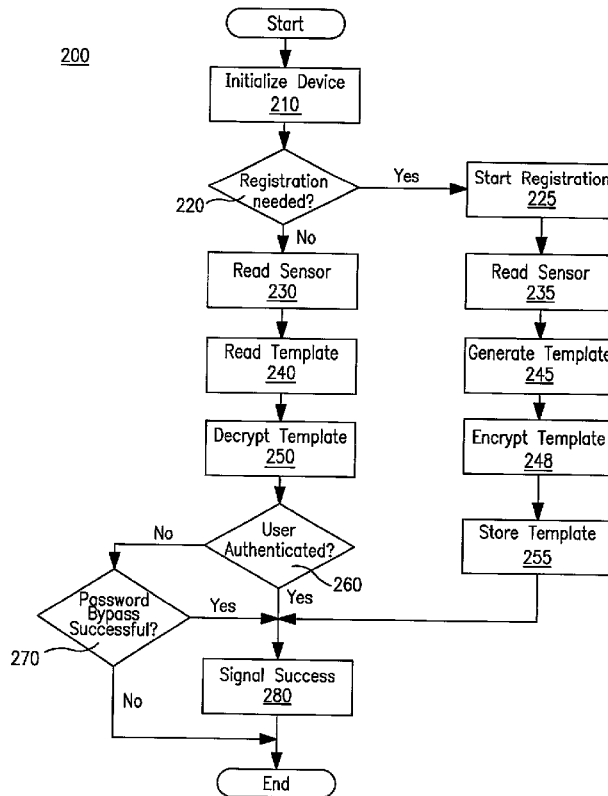 Start
200
Initialize Device
210
Registration
needed?
220
Yes
Start Registration
225
No
Read Sensor
230
Read Sensor
235
Read Template
240
Generate Template
245
Decrypt Template
250
Encrypt Template
248
No
User
Authenticated?
260
Store Template
255
Password
Bypass
Successful?
270
Yes
Yes
Signal Success
280
No
End